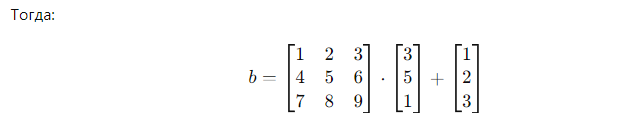 Тогда:
b = [1 2 3; 4 5 6; 7 8 9] · [3; 5; 1] + [1; 2; 3]